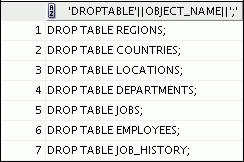 'DROPTABLE'||OBJECT_NAME||';'
1 DROP TABLE REGIONS;
2 DROP TABLE COUNTRIES;
3 DROP TABLE LOCATIONS;
4 DROP TABLE DEPARTMENTS;
5 DROP TABLE JOBS;
6 DROP TABLE EMPLOYEES;
7 DROP TABLE JOB_HISTORY;